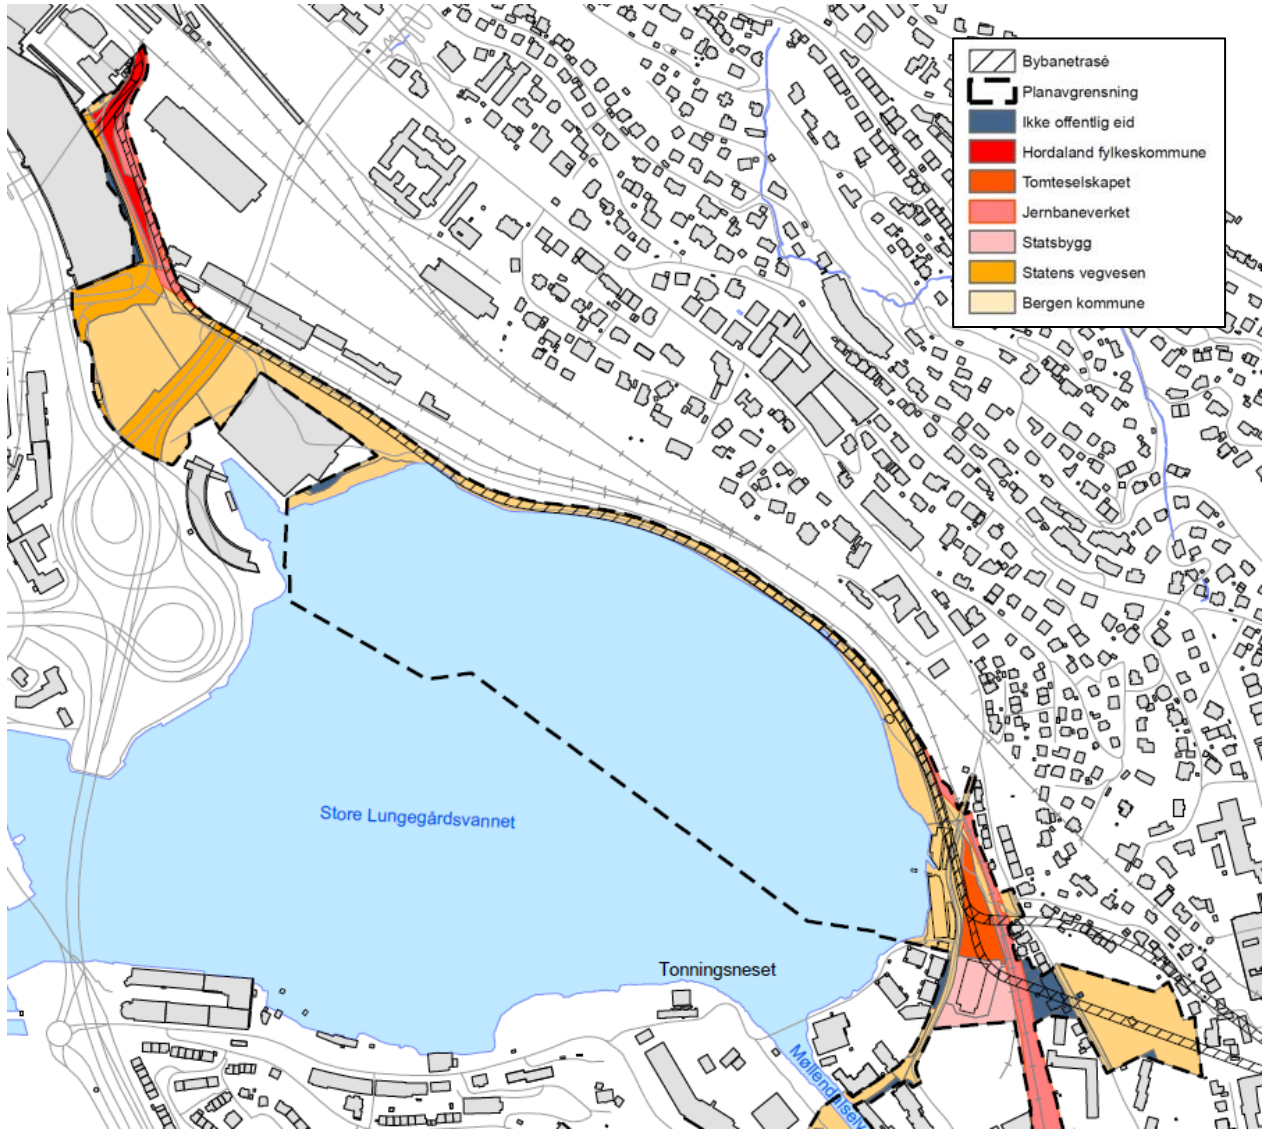 Bybanetrasé
Planavgrensning
Ikke offentlig eid
Hordaland fylkeskommune
Tomteselskapet
Jernbaneverket
Statsbygg
Statens vegvesen
Bergen kommune
Store Lungegårdsvannet
Tonningsneset
Møllendalselv